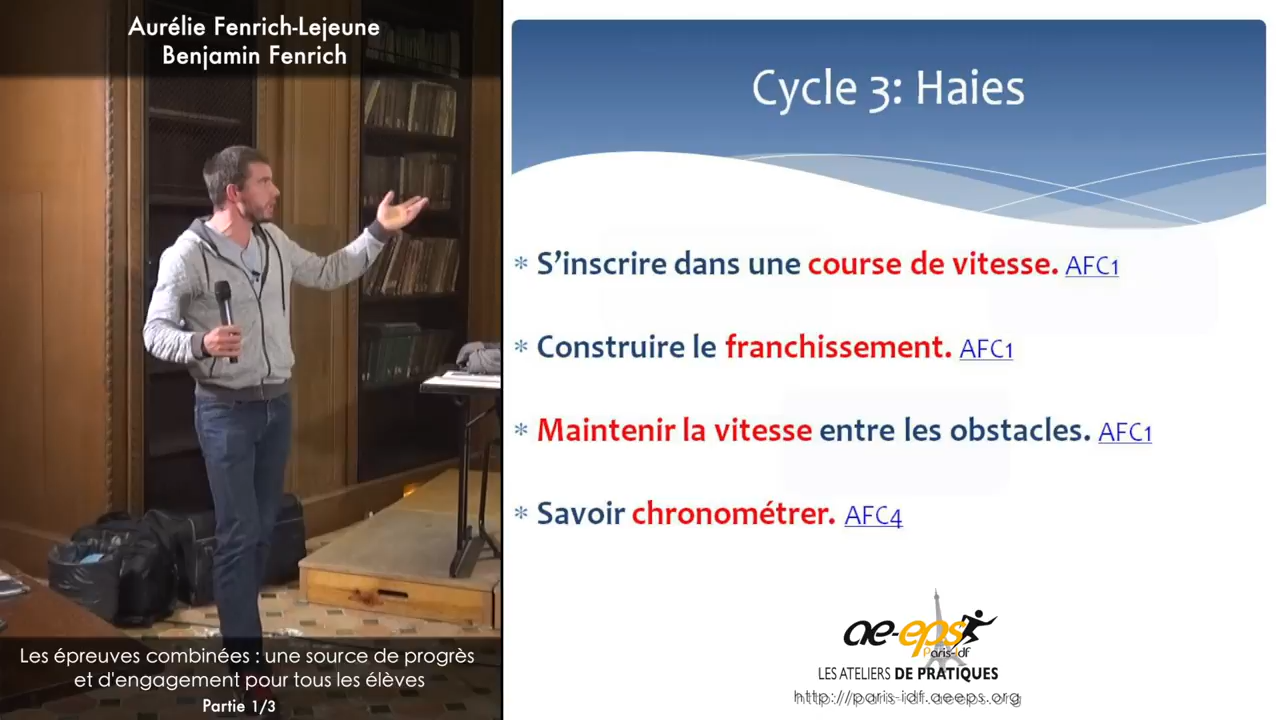 Aurélie Fenrich-Lejeune
Benjamin Fenrich
Cycle 3: Haies
* S'inscrire dans une course de vitesse. AFC1
* Construire le franchissement. AFC1
* Maintenir la vitesse entre les obstacles. AFC1
* Savoir chronométrer. AFC4
ae-eps
Paris-Idf
LES ATELIERS DE PRATIQUES
http://paris-idf.aeeps.org
Les épreuves combinées : une source de progrès
et d'engagement pour tous les élèves
Partie 1/3